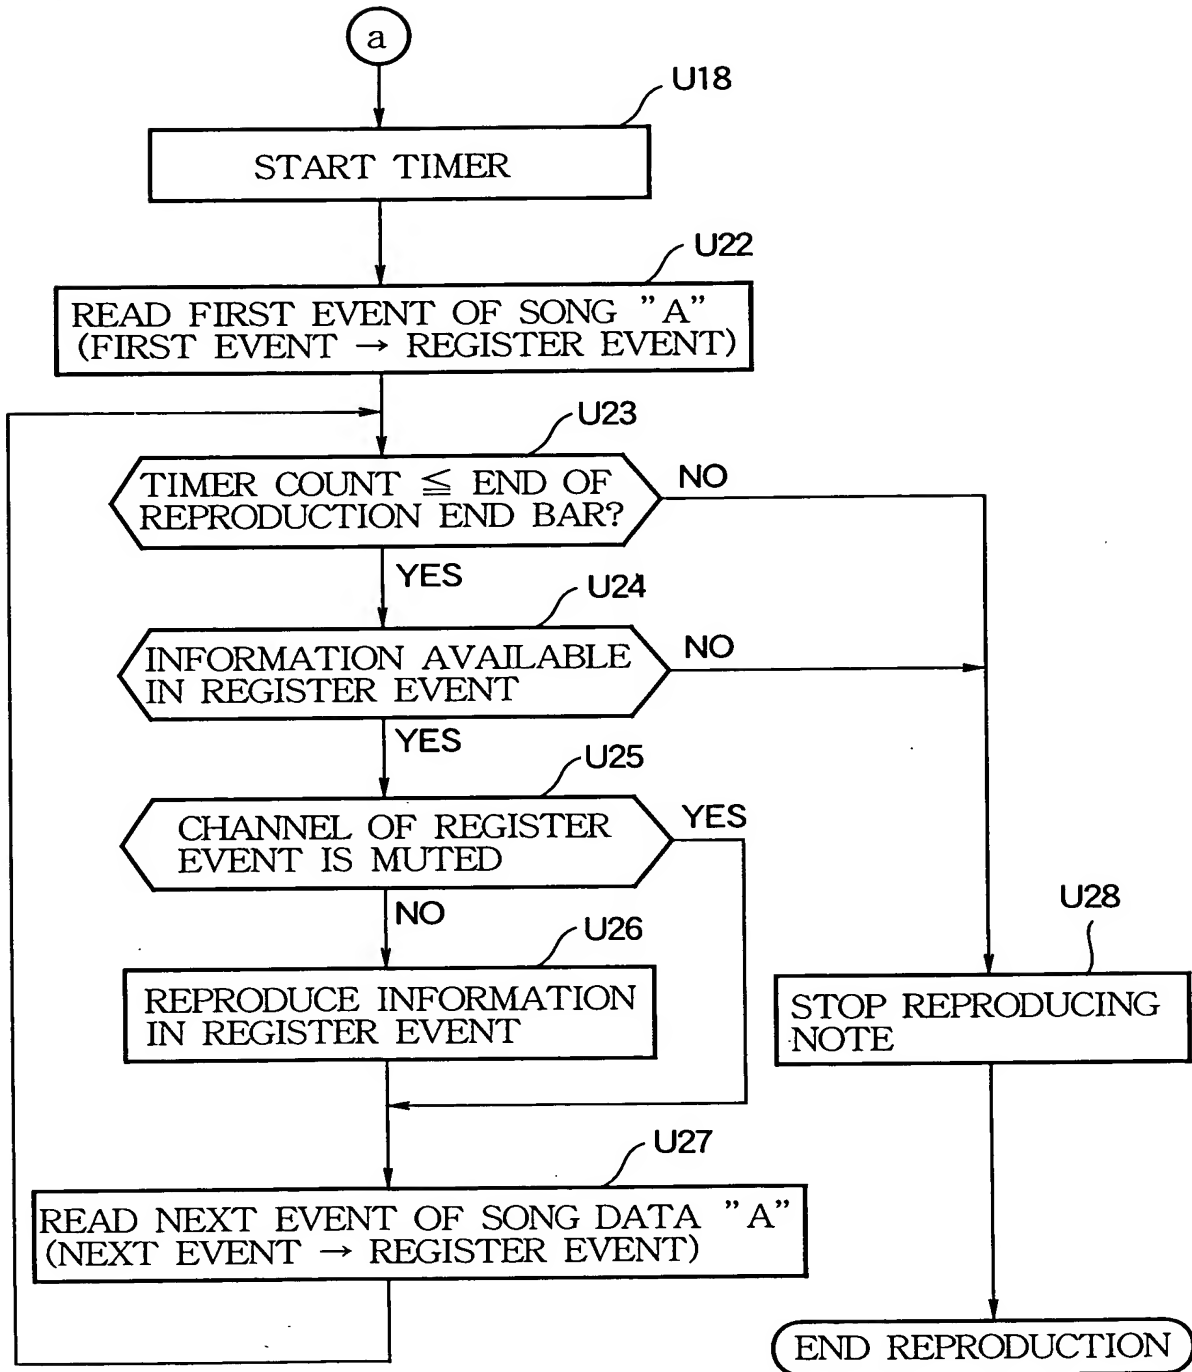 a
U18
START TIMER
U22
READ FIRST EVENT OF SONG "A"
(FIRST EVENT → REGISTER EVENT)
U23
TIMER COUNT ≦ END OF
REPRODUCTION END BAR?
NO
YES
U24
INFORMATION AVAILABLE
IN REGISTER EVENT
NO
YES
U25
CHANNEL OF REGISTER
EVENT IS MUTED
YES
NO
U26
REPRODUCE INFORMATION
IN REGISTER EVENT
U28
STOP REPRODUCING
NOTE
U27
READ NEXT EVENT OF SONG DATA "A"
(NEXT EVENT → REGISTER EVENT)
END REPRODUCTION